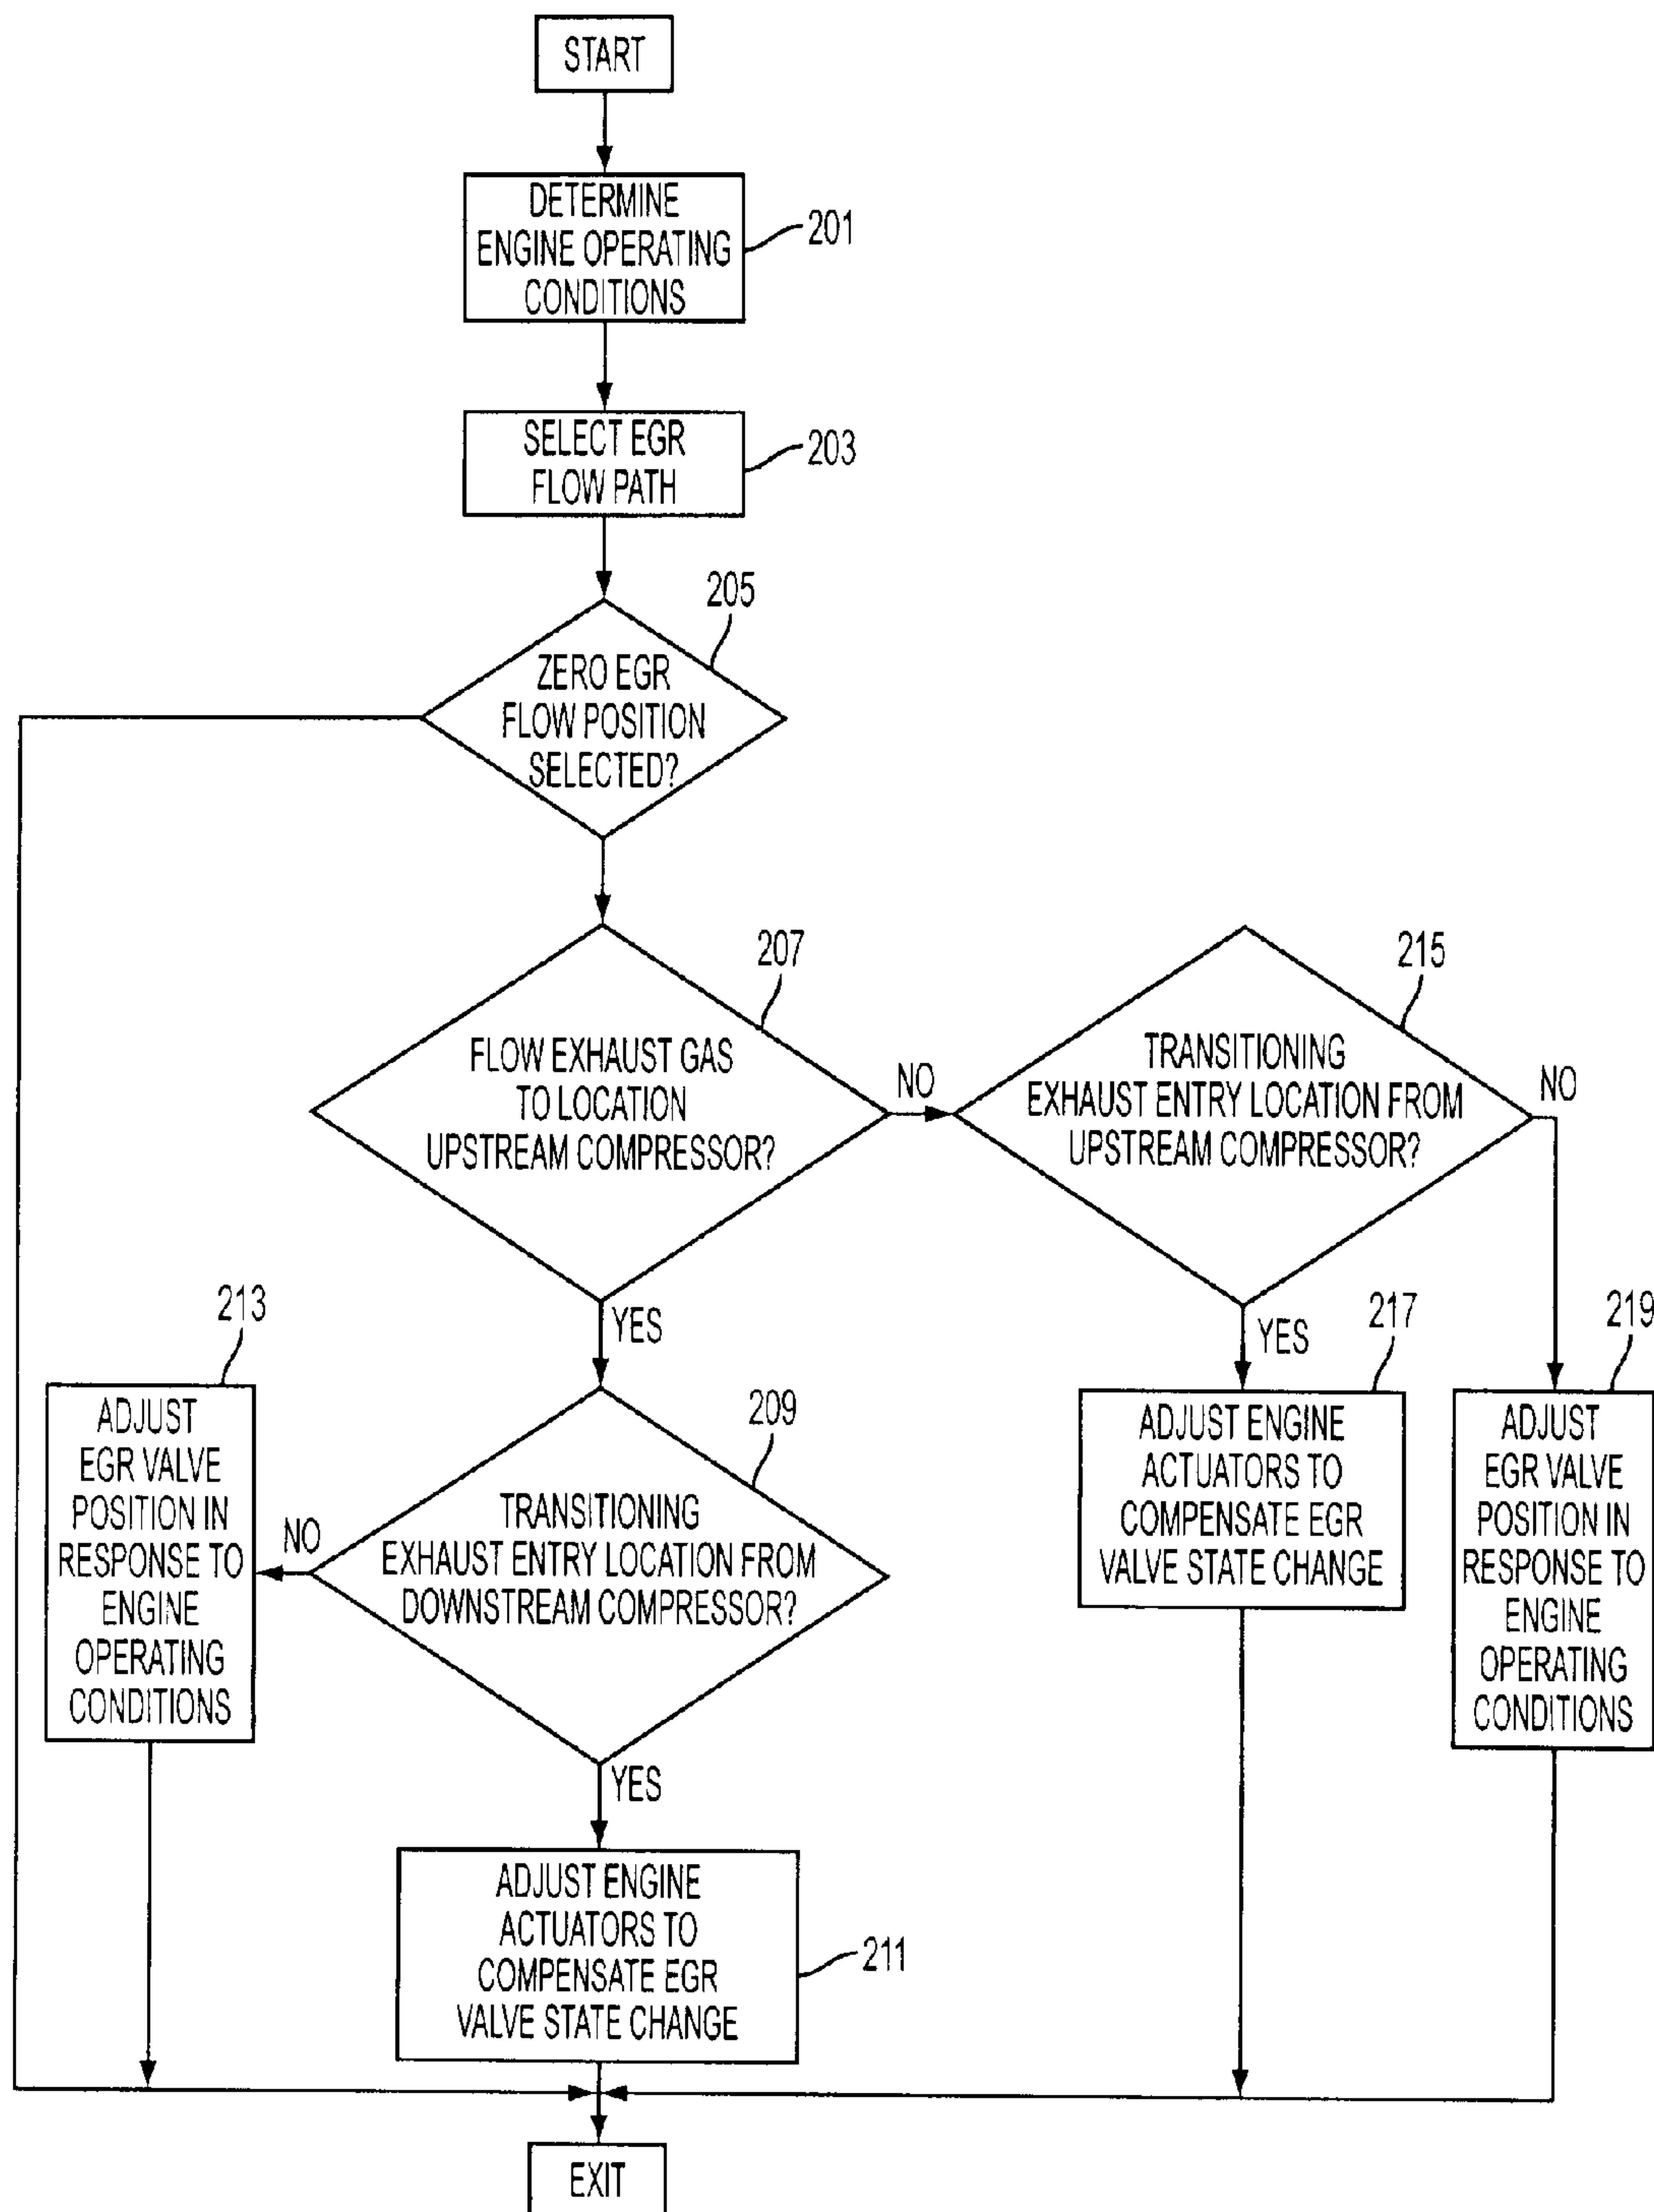 START
DETERMINE
ENGINE OPERATING
CONDITIONS
201
SELECT EGR
FLOW PATH
203
205
ZERO EGR
FLOW POSITION
SELECTED?
207
FLOW EXHAUST GAS
TO LOCATION
UPSTREAM COMPRESSOR?
NO
215
TRANSITIONING
EXHAUST ENTRY LOCATION FROM
UPSTREAM COMPRESSOR?
NO
YES
YES
213
ADJUST
EGR VALVE
POSITION IN
RESPONSE TO
ENGINE
OPERATING
CONDITIONS
NO
209
TRANSITIONING
EXHAUST ENTRY LOCATION FROM
DOWNSTREAM COMPRESSOR?
217
ADJUST ENGINE
ACTUATORS TO
COMPENSATE EGR
VALVE STATE CHANGE
219
ADJUST
EGR VALVE
POSITION IN
RESPONSE TO
ENGINE
OPERATING
CONDITIONS
YES
ADJUST ENGINE
ACTUATORS TO
COMPENSATE EGR
VALVE STATE CHANGE
211
EXIT